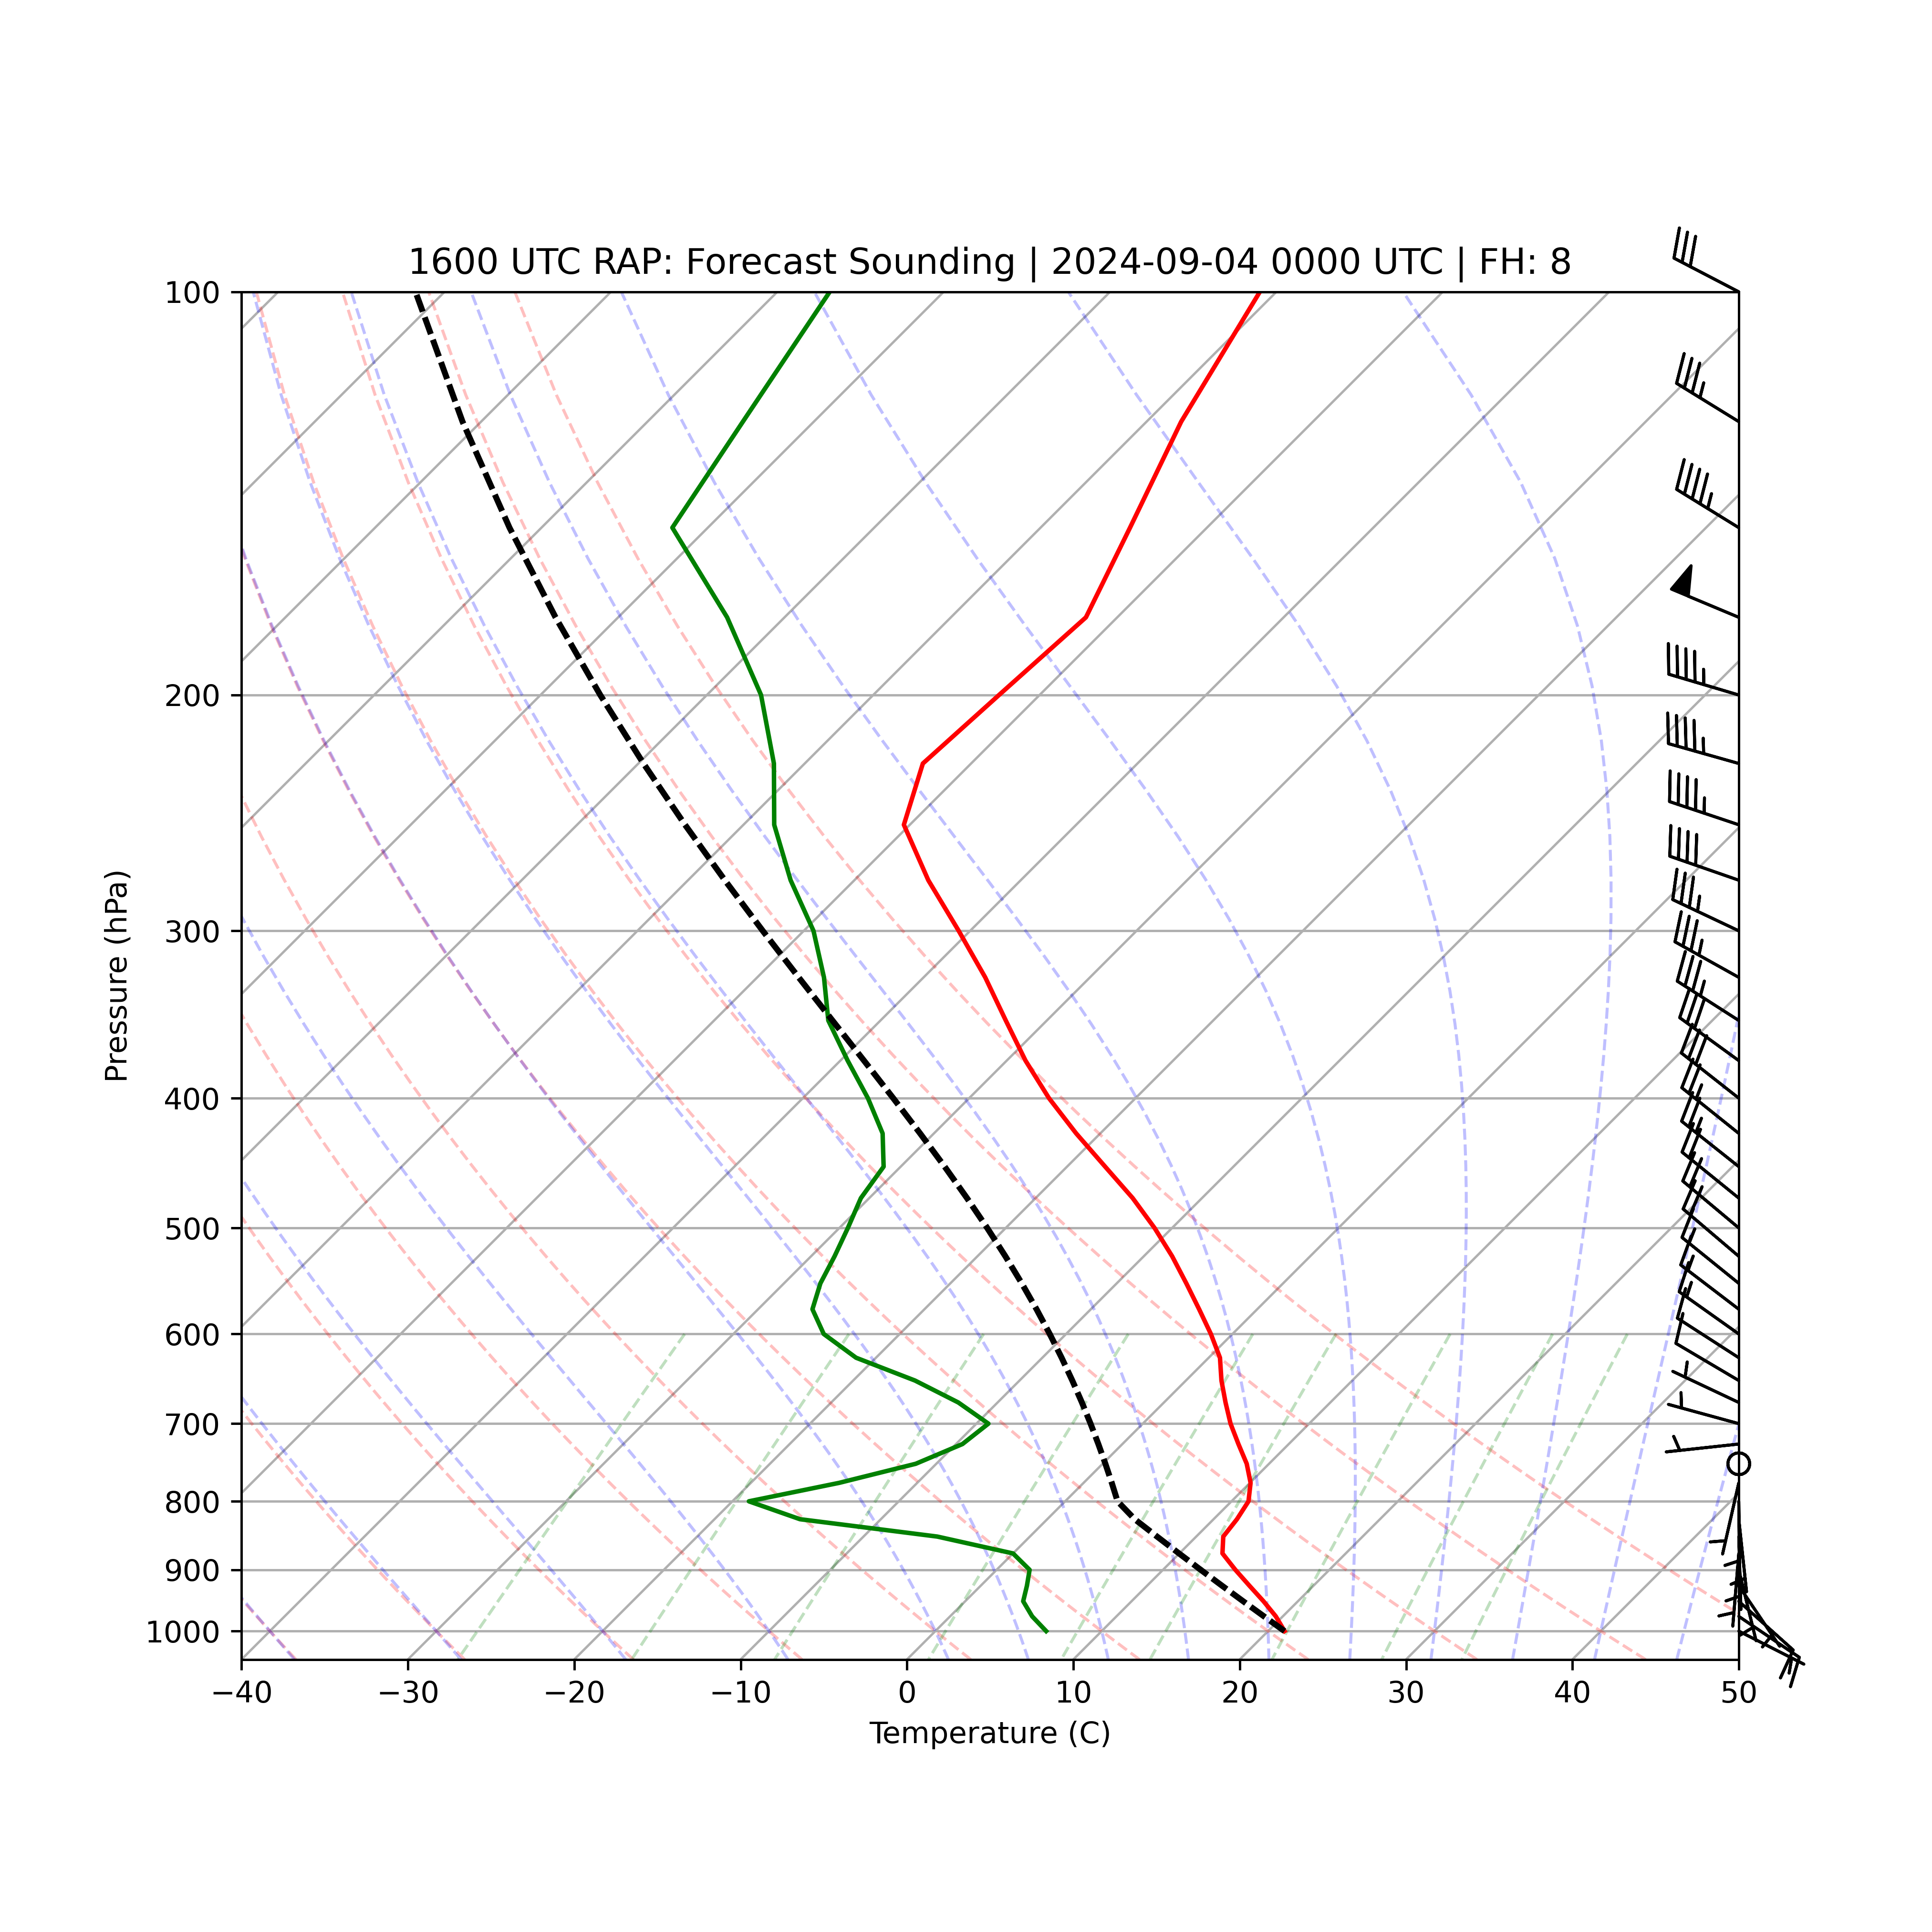 1600 UTC RAP: Forecast Sounding | 2024-09-04 0000 UTC | FH: 8
100
200
300
400
500
600
700
800
900
1000
Pressure (hPa)
−40 −30 −20 −10 0 10 20 30 40 50
Temperature (C)